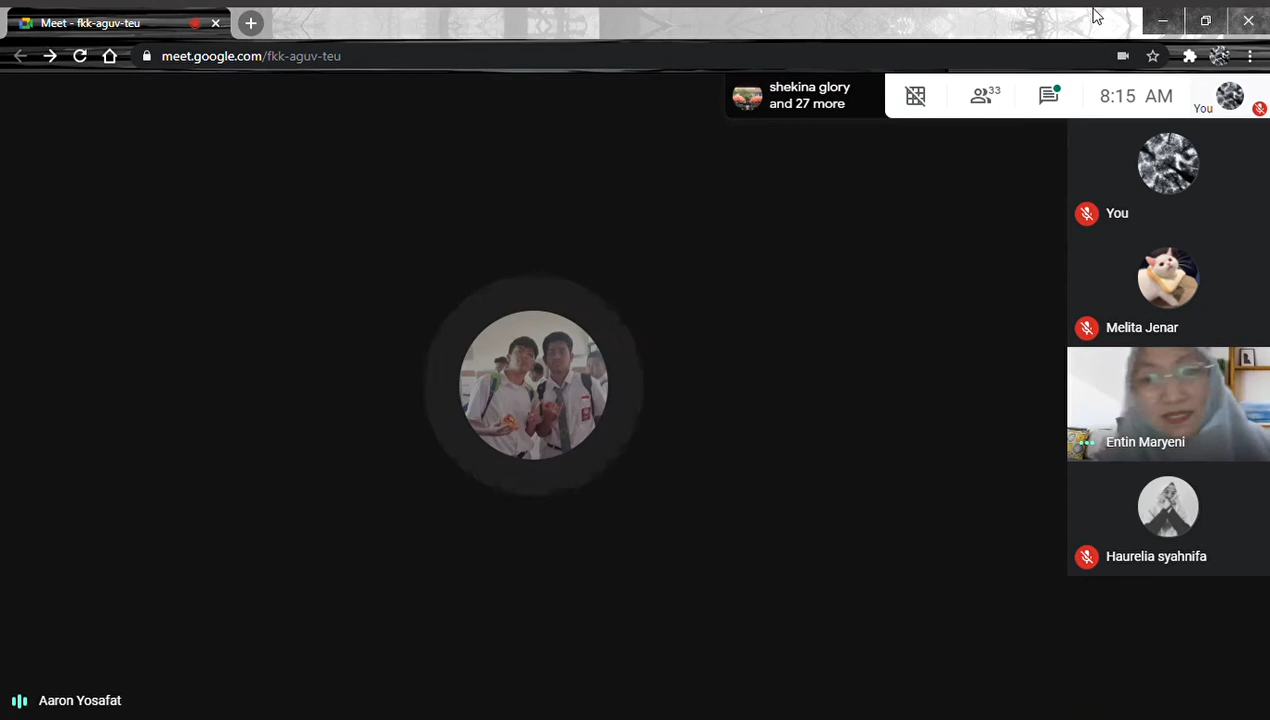 Meet - fkk-aguv-teu
meet.google.com/fkk-aguv-teu
shekina glory
and 27 more
33
8:15 AM
You
You
Melita Jenar
Entin Maryeni
Haurelia syahnifa
Aaron Yosafat